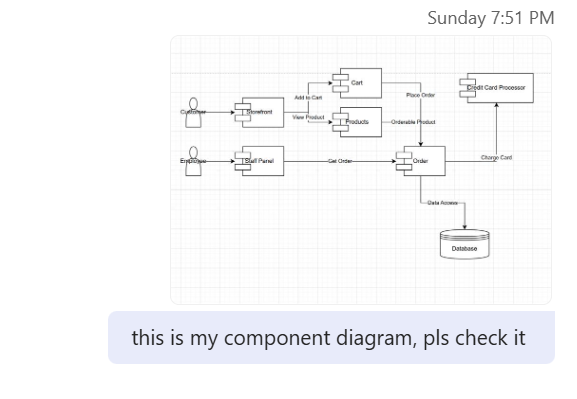 Sunday 7:51 PM
Cart
Add to Cart
Place Order
Credit Card Processor
Customer
Storefront
View Product
Products
Orderable Product
Employee
Staff Panel
Get Order
Order
Charge Card
Data Access
Database
this is my component diagram, pls check it